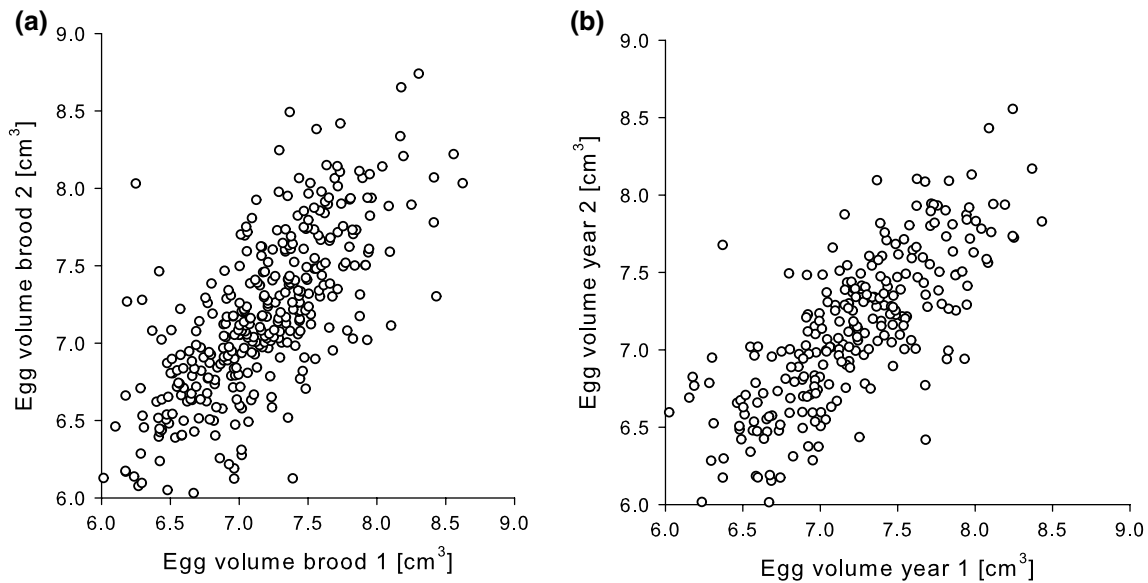 (a)
9.0
8.5
8.0
7.5
7.0
6.5
6.0
Egg volume brood 2 [cm³]
6.0 6.5 7.0 7.5 8.0 8.5 9.0
Egg volume brood 1 [cm³]
(b)
9.0
8.5
8.0
7.5
7.0
6.5
6.0
Egg volume year 2 [cm³]
6.0 6.5 7.0 7.5 8.0 8.5 9.0
Egg volume year 1 [cm³]